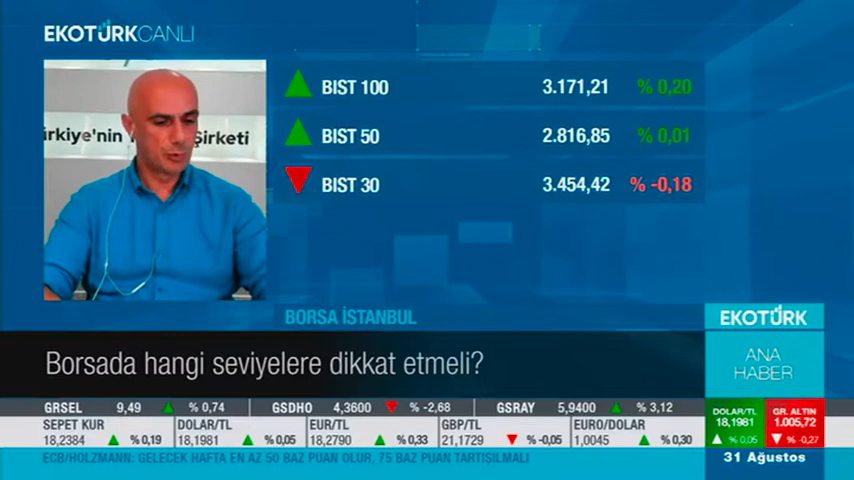 EKOTÜRK CANLI
Türkiye'nin
Şirketi
BIST 100 3.171,21 % 0,20
BIST 50 2.816,85 % 0,01
BIST 30 3.454,42 % -0,18
BORSA İSTANBUL
Borsada hangi seviyelere dikkat etmeli?
EKOTÜRK
ANA
HABER
GRSEL 9,49 % 0,74 GSDHO 4,3600 % -2,68 GSRAY 5,9400 % 3,12
SEPET KUR DOLAR/TL EUR/TL GBP/TL EURO/DOLAR
18,2384 % 0,19 18,1981 % 0,05 18,2790 % 0,33 21,1729 % -0,05 1,0045 % 0,30
DOLAR/TL
18,1981
% 0,05
GR. ALTIN
1.005,72
% -0,27
ECB/HOLZMANN: GELECEK HAFTA EN AZ 50 BAZ PUAN OLUR, 75 BAZ PUAN TARTIŞILMALI
31 Ağustos